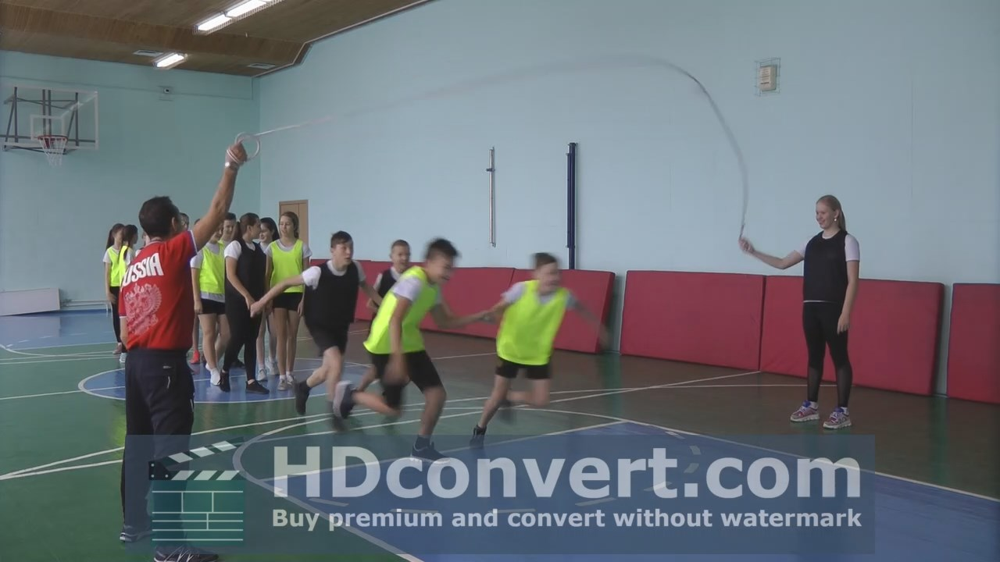 RUSSIA
HDconvert.com
Buy premium and convert without watermark